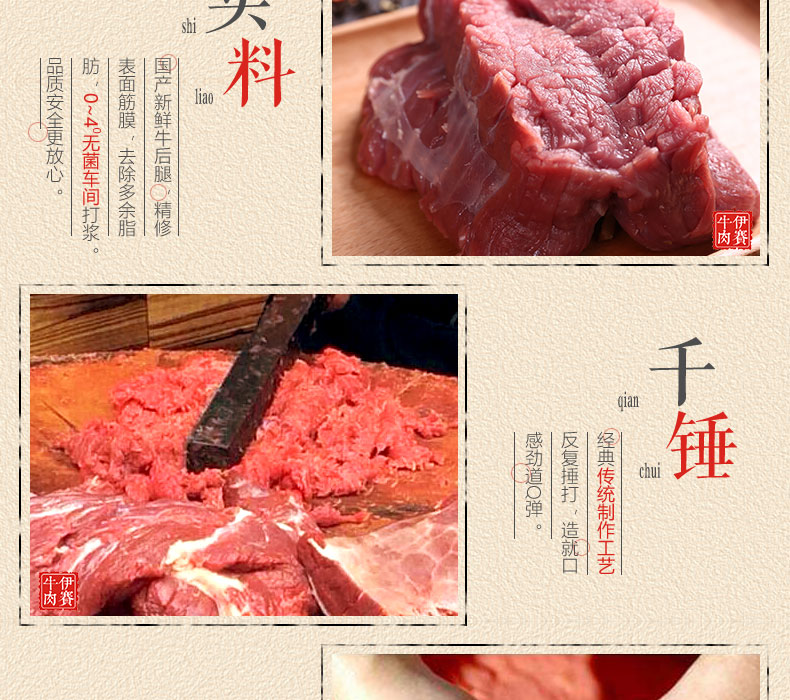 实料
shi
liao
国产新鲜牛后腿，精修
表面筋膜，去除多余脂
肪，0~4°无菌车间打浆。
品质安全更放心。
伊賽
牛肉
千锤
qian
chui
经典传统制作工艺
反复捶打，造就口
感劲道Q弹。
伊賽
牛肉